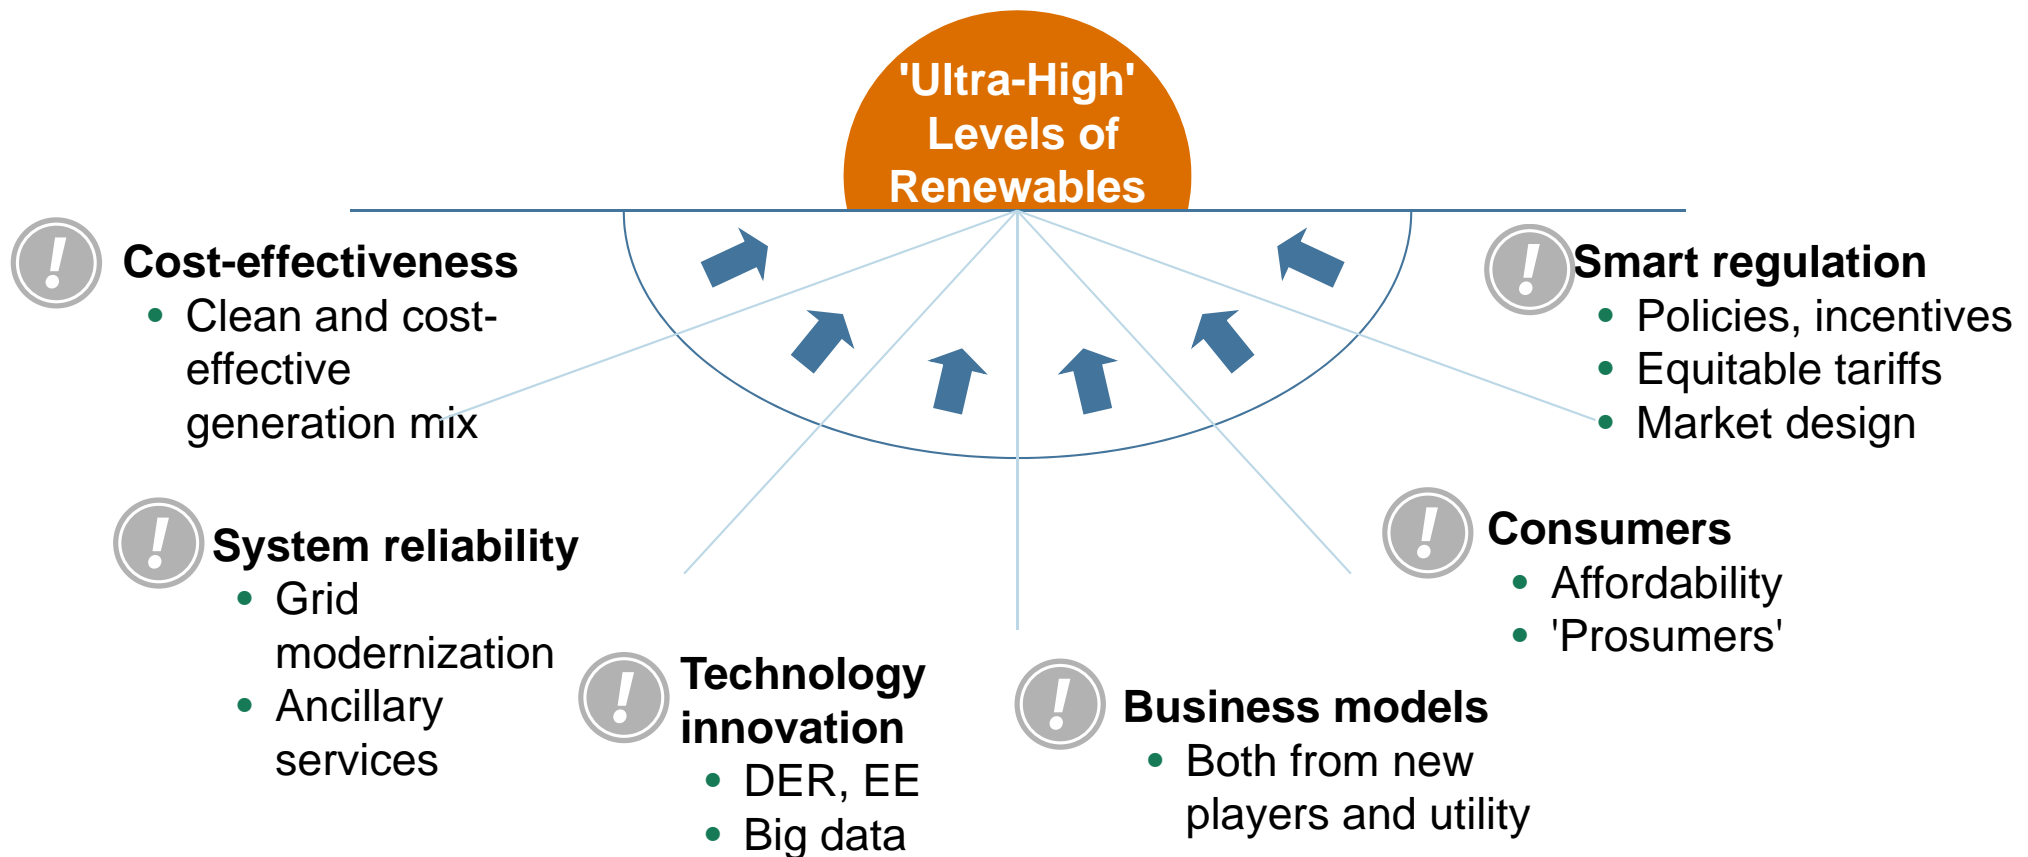 'Ultra-High'
Levels of
Renewables
! Cost-effectiveness
• Clean and cost-
effective
generation mix
! System reliability
• Grid
modernization
• Ancillary
services
! Technology
innovation
• DER, EE
• Big data
! Business models
• Both from new
players and utility
! Consumers
• Affordability
• 'Prosumers'
! Smart regulation
• Policies, incentives
• Equitable tariffs
• Market design